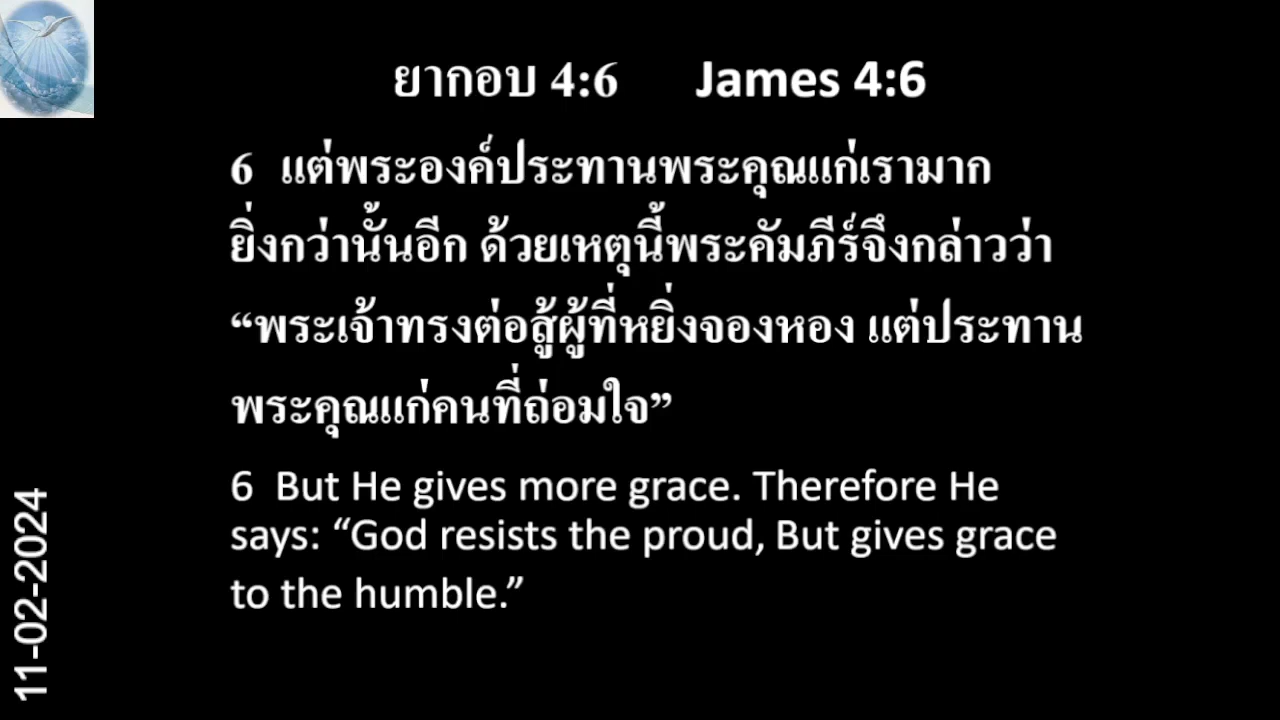 ยากอบ 4:6 James 4:6
6 แต่พระองค์ประทานพระคุณแก่เรามาก
ยิ่งกว่านั้นอีก ด้วยเหตุนี้พระคัมภีร์จึงกล่าวว่า
“พระเจ้าทรงต่อสู้ผู้ที่หยิ่งจองหอง แต่ประทาน
พระคุณแก่คนที่ถ่อมใจ”
6 But He gives more grace. Therefore He
says: “God resists the proud, But gives grace
to the humble.”
11-02-2024